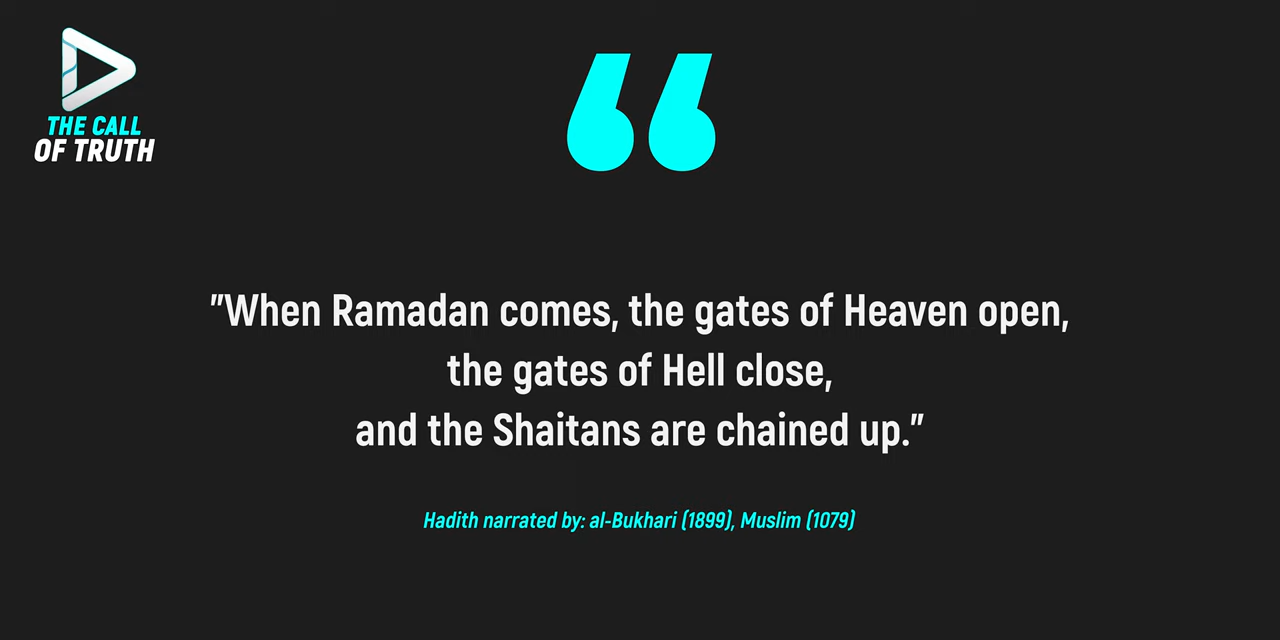 THE CALL
OF TRUTH
"When Ramadan comes, the gates of Heaven open,
the gates of Hell close,
and the Shaitans are chained up."
Hadith narrated by: al-Bukhari (1899), Muslim (1079)